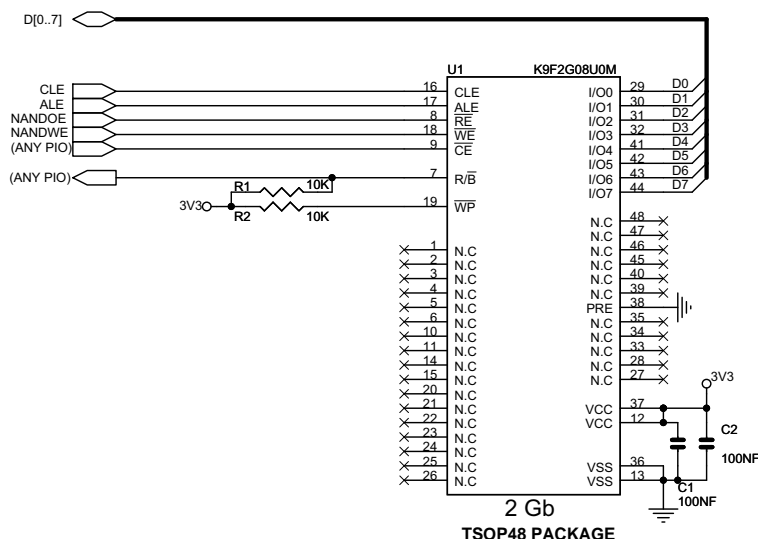 D[0..7]
U1 K9F2G08U0M
CLE 16 CLE I/O0 29 D0
ALE 17 ALE I/O1 30 D1
NANDOE 8 RE I/O2 31 D2
NANDWE 18 WE I/O3 32 D3
(ANY PIO) 9 CE I/O4 41 D4
I/O5 42 D5
(ANY PIO) 7 R/B I/O6 43 D6
R1 10K I/O7 44 D7
3V3 19 WP
R2 10K
N.C 48
N.C 47
1 N.C N.C 46
2 N.C N.C 45
3 N.C N.C 40
4 N.C N.C 39
5 N.C PRE 38
6 N.C N.C 35
10 N.C N.C 34
11 N.C N.C 33
14 N.C N.C 28
15 N.C N.C 27
20 N.C
3V3
21 N.C VCC 37
22 N.C VCC 12
23 N.C C2
24 N.C
100NF
25 N.C VSS 36
26 N.C VSS 13
C1
100NF
2 Gb
TSOP48 PACKAGE